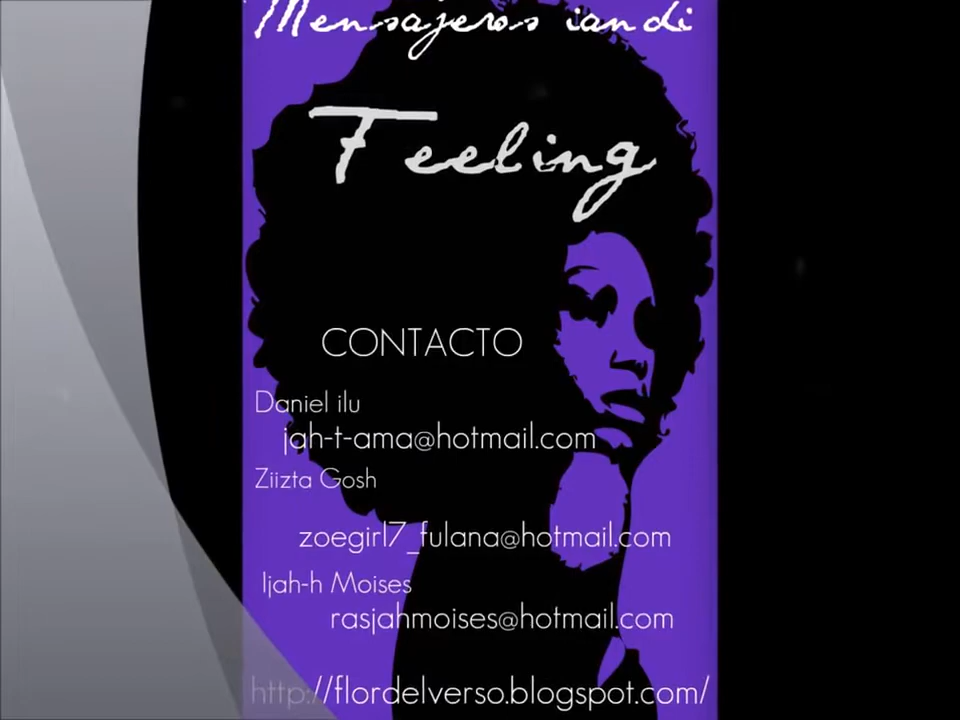 Mensajeros iandi
Feeling
CONTACTO
Daniel ilu
jah-t-ama@hotmail.com
Ziizta Gosh
zoegirl7_fulana@hotmail.com
Ijah-h Moises
rasjahmoises@hotmail.com
http://flordelverso.blogspot.com/